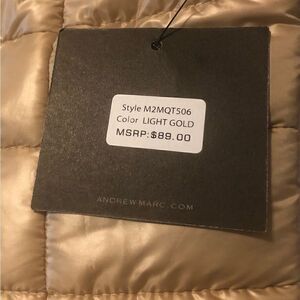 Style M2MQT506
Color LIGHT GOLD
MSRP:$89.00
ANDREWMARC.COM